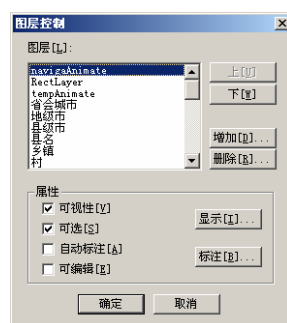 图层控制
图层[L]:
navigaAnimate
RectLayer
tempAnimate
省会城市
地级市
县级市
县名
乡镇
村
上[U]
下[W]
增加[D]...
删除[R]...
属性
可视性[V]
可选[S]
自动标注[A]
可编辑[E]
显示[I]...
标注[B]...
确定
取消